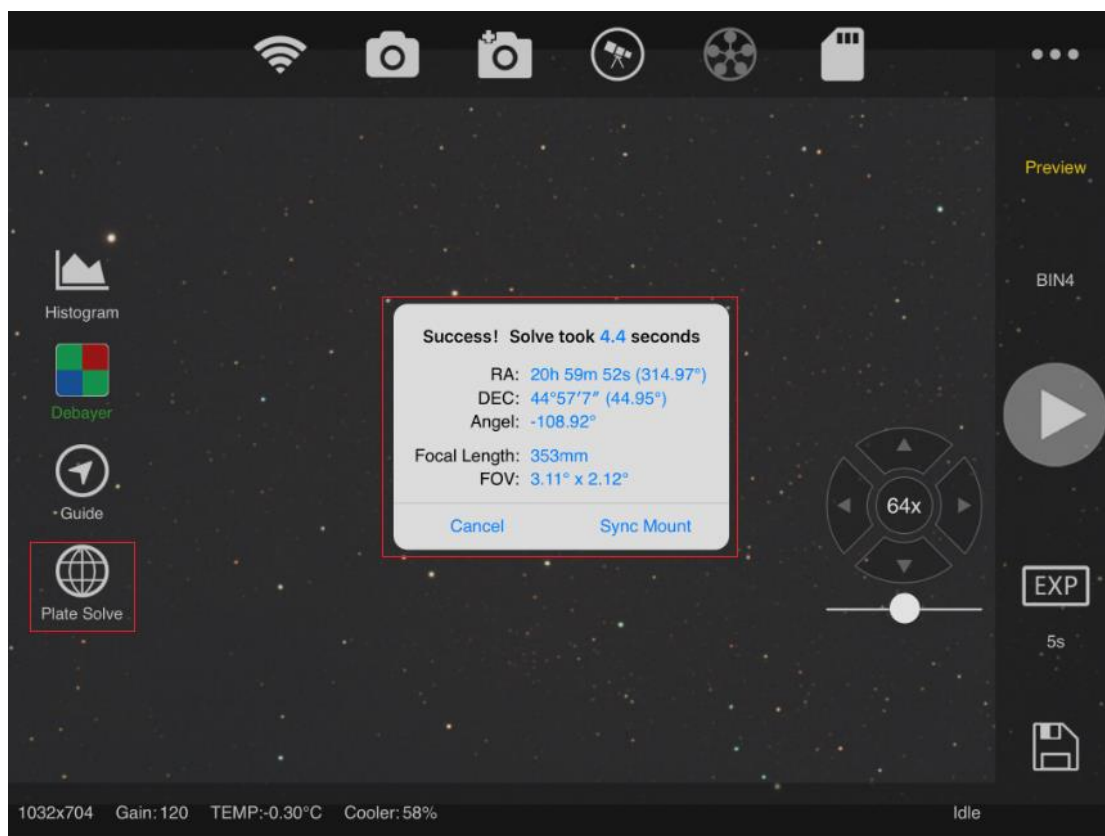 Preview
BIN4
Histogram
Success! Solve took 4.4 seconds
RA: 20h 59m 52s (314.97°)
DEC: 44°57'7" (44.95°)
Angel: -108.92°
Debayer
Focal Length: 353mm
FOV: 3.11° x 2.12°
Guide
64x
Cancel Sync Mount
EXP
Plate Solve
5s
1032x704 Gain:120 TEMP:-0.30°C Cooler:58% Idle